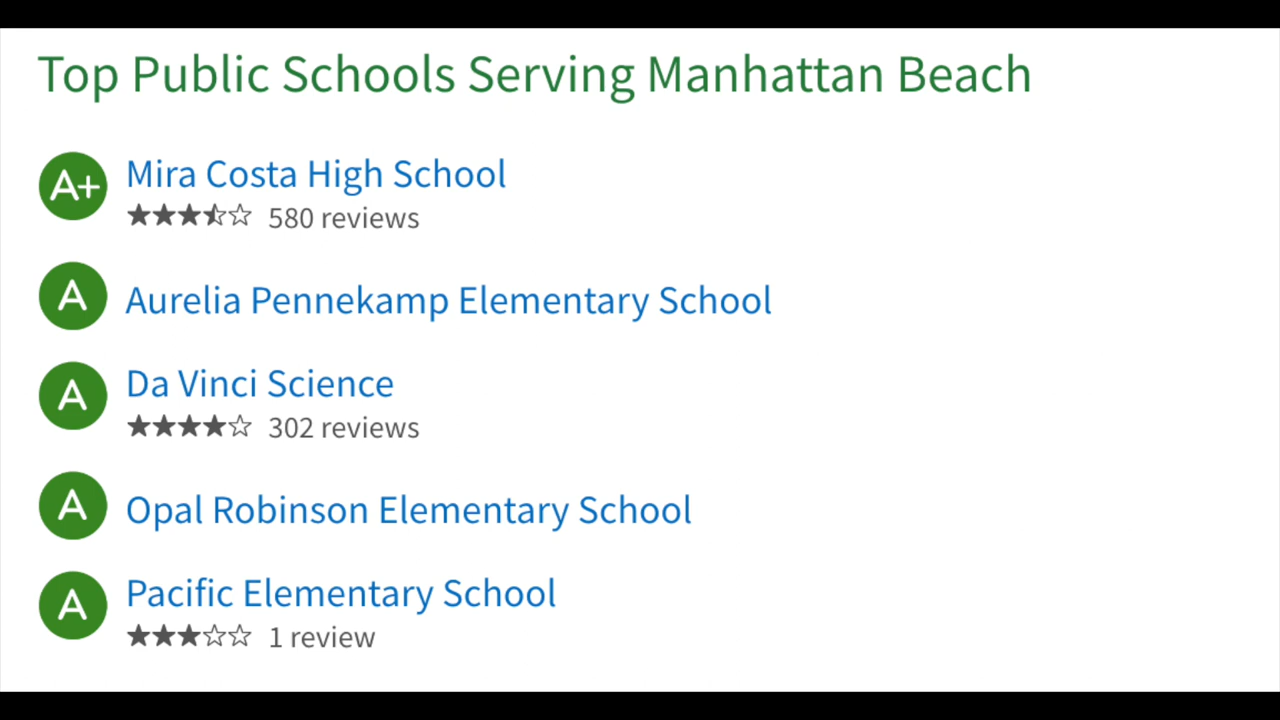 Top Public Schools Serving Manhattan Beach
A+ Mira Costa High School
580 reviews
A Aurelia Pennekamp Elementary School
A Da Vinci Science
302 reviews
A Opal Robinson Elementary School
A Pacific Elementary School
1 review